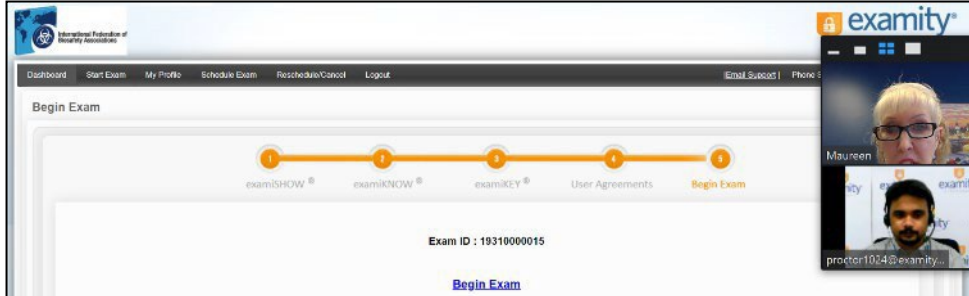 International Federation of
Biosafety Associations
examity®
Dashboard Start Exam My Profile Schedule Exam Reschedule/Cancel Logout Email Support | Phone S
Begin Exam
Maureen
1 2 3 4 5
examiSHOW ® examiKNOW ® examiKEY ® User Agreements Begin Exam
Exam ID : 19310000015
proctor1024@examity...
Begin Exam